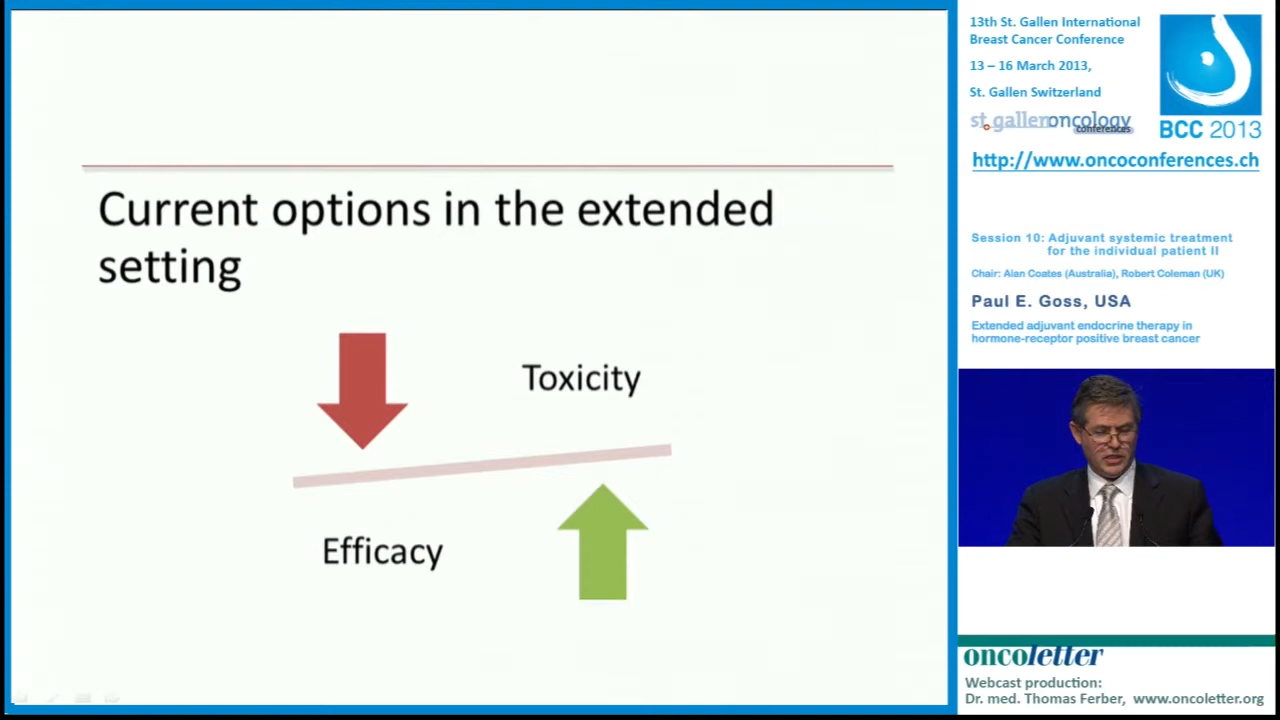 Current options in the extended
setting
Toxicity
Efficacy
13th St. Gallen International
Breast Cancer Conference
13 – 16 March 2013,
St. Gallen Switzerland
st.gallenoncology
conferences
BCC 2013
http://www.oncoconferences.ch
Session 10: Adjuvant systemic treatment
for the individual patient II
Chair: Alan Coates (Australia), Robert Coleman (UK)
Paul E. Goss, USA
Extended adjuvant endocrine therapy in
hormone-receptor positive breast cancer
oncoletter
Webcast production:
Dr. med. Thomas Ferber, www.oncoletter.org